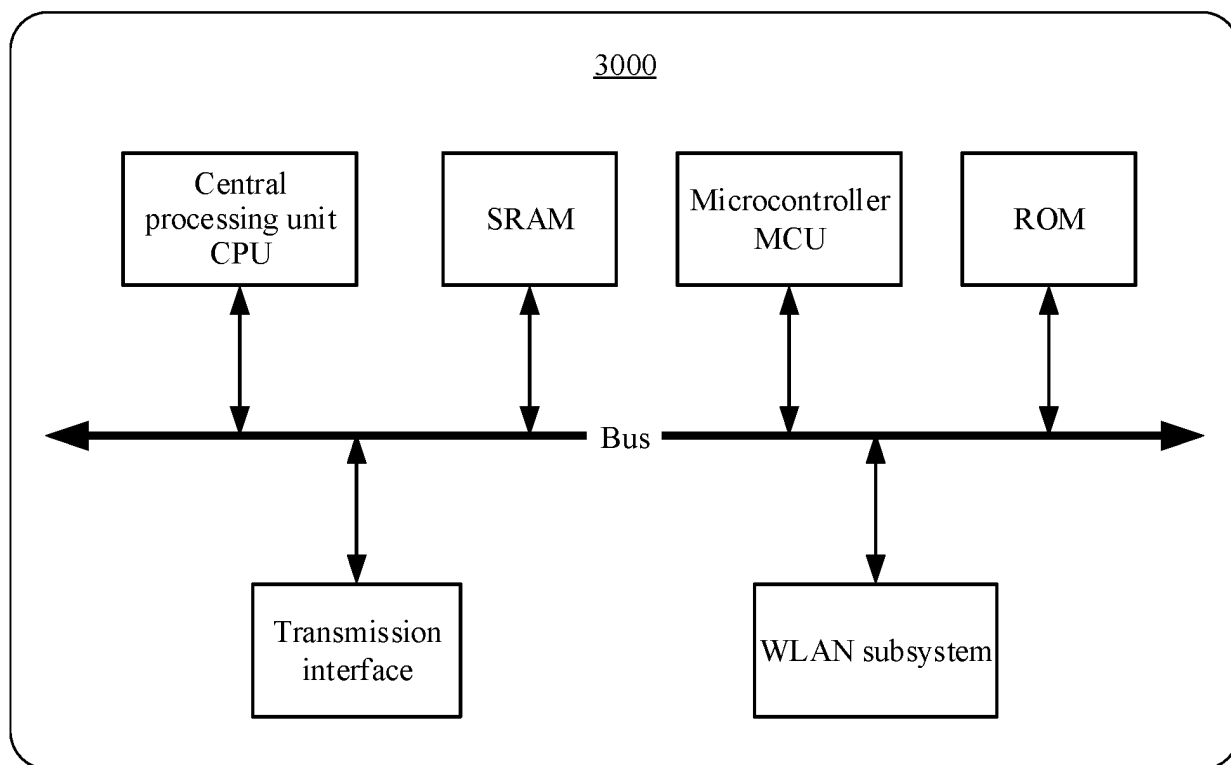 3000
Central
processing unit
CPU
SRAM
Microcontroller
MCU
ROM
Bus
Transmission
interface
WLAN subsystem